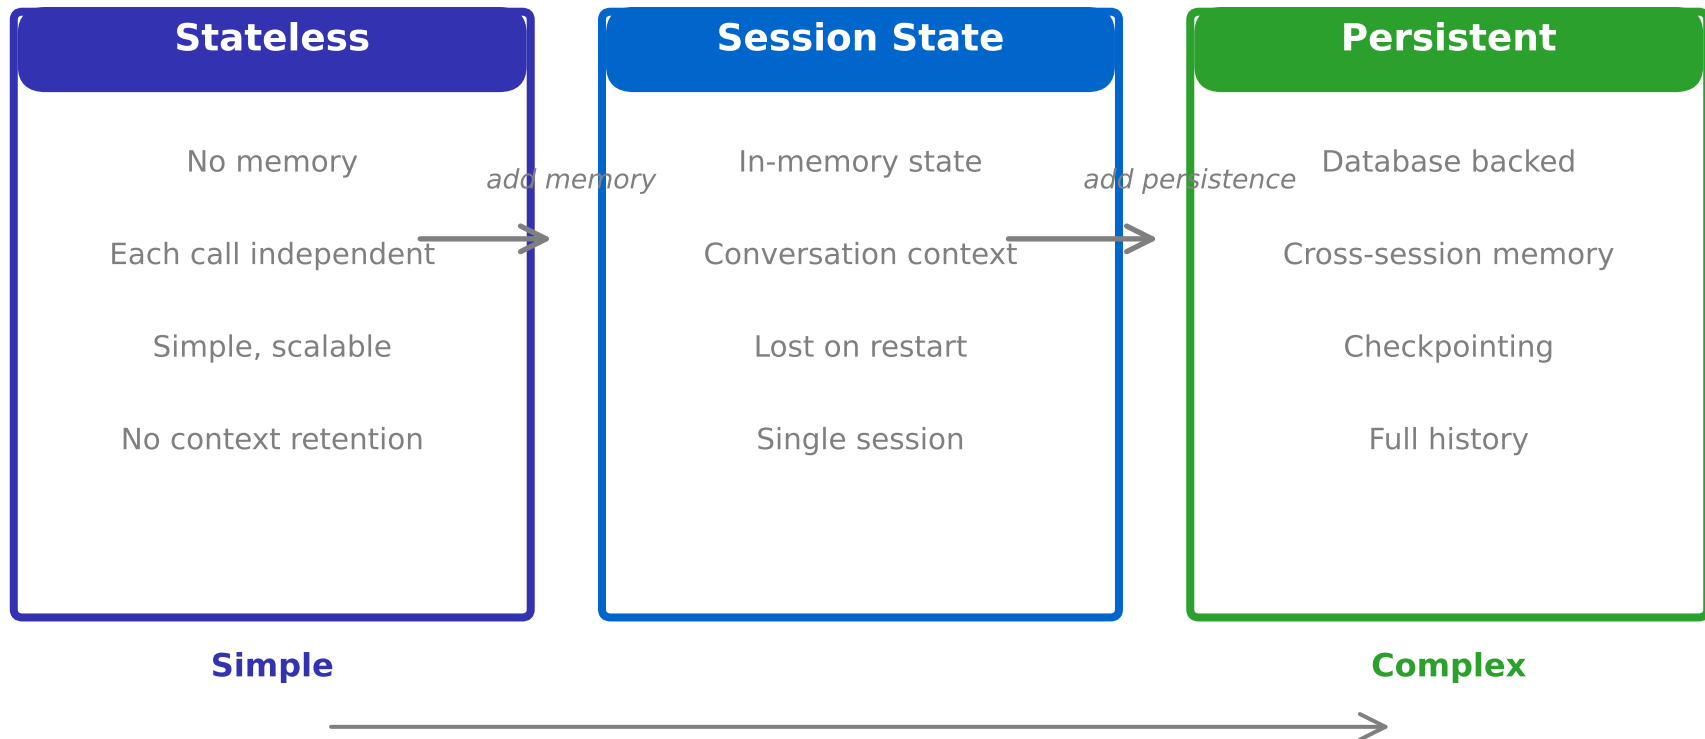 Stateless
No memory
Each call independent
Simple, scalable
No context retention
add memory
Session State
In-memory state
Conversation context
Lost on restart
Single session
add persistence
Persistent
Database backed
Cross-session memory
Checkpointing
Full history
Simple
Complex